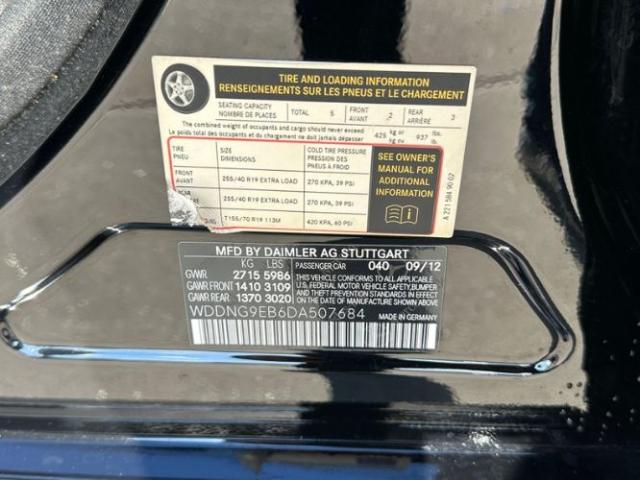 TIRE AND LOADING INFORMATION
RENSEIGNEMENTS SUR LES PNEUS ET LE CHARGEMENT
SEATING CAPACITY NOMBRE DE PLACES TOTAL 5 FRONT AVANT 2 REAR ARRIÈRE 3
The combined weight of occupants and cargo should never exceed
Le poids total des occupants et du chargement ne doit jamais dépasser
425 kg or kg ou 937 lbs. lb.
TIRE PNEU SIZE DIMENSIONS COLD TIRE PRESSURE PRESSION DES PNEUS À FROID
FRONT AVANT 255/40 R19 EXTRA LOAD 270 KPA, 39 PSI
255/40 R19 EXTRA LOAD 270 KPA, 39 PSI
T155/70 R19 113M 420 KPA, 60 PSI
SEE OWNER'S
MANUAL FOR
ADDITIONAL
INFORMATION
A 221 584 90 02
MFD BY DAIMLER AG STUTTGART
KG LBS PASSENGER CAR 040 09/12
GVWR 2715 5986
GAWR FRONT 1410 3109
GAWR REAR 1370 3020
THIS VEHICLE CONFORMS TO ALL APPLICABLE
U.S. FEDERAL MOTOR VEHICLE SAFETY, BUMPER
AND THEFT PREVENTION STANDARDS IN EFFECT
ON THE DATE OF MANUFACTURE SHOWN ABOVE.
WDDNG9EB6DA507684